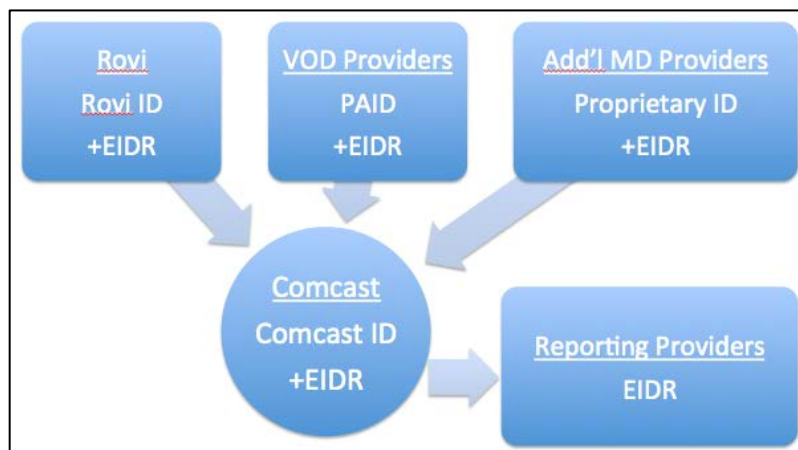 Rovi
Rovi ID
+EIDR
VOD Providers
PAID
+EIDR
Add'l MD Providers
Proprietary ID
+EIDR
Comcast
Comcast ID
+EIDR
Reporting Providers
EIDR